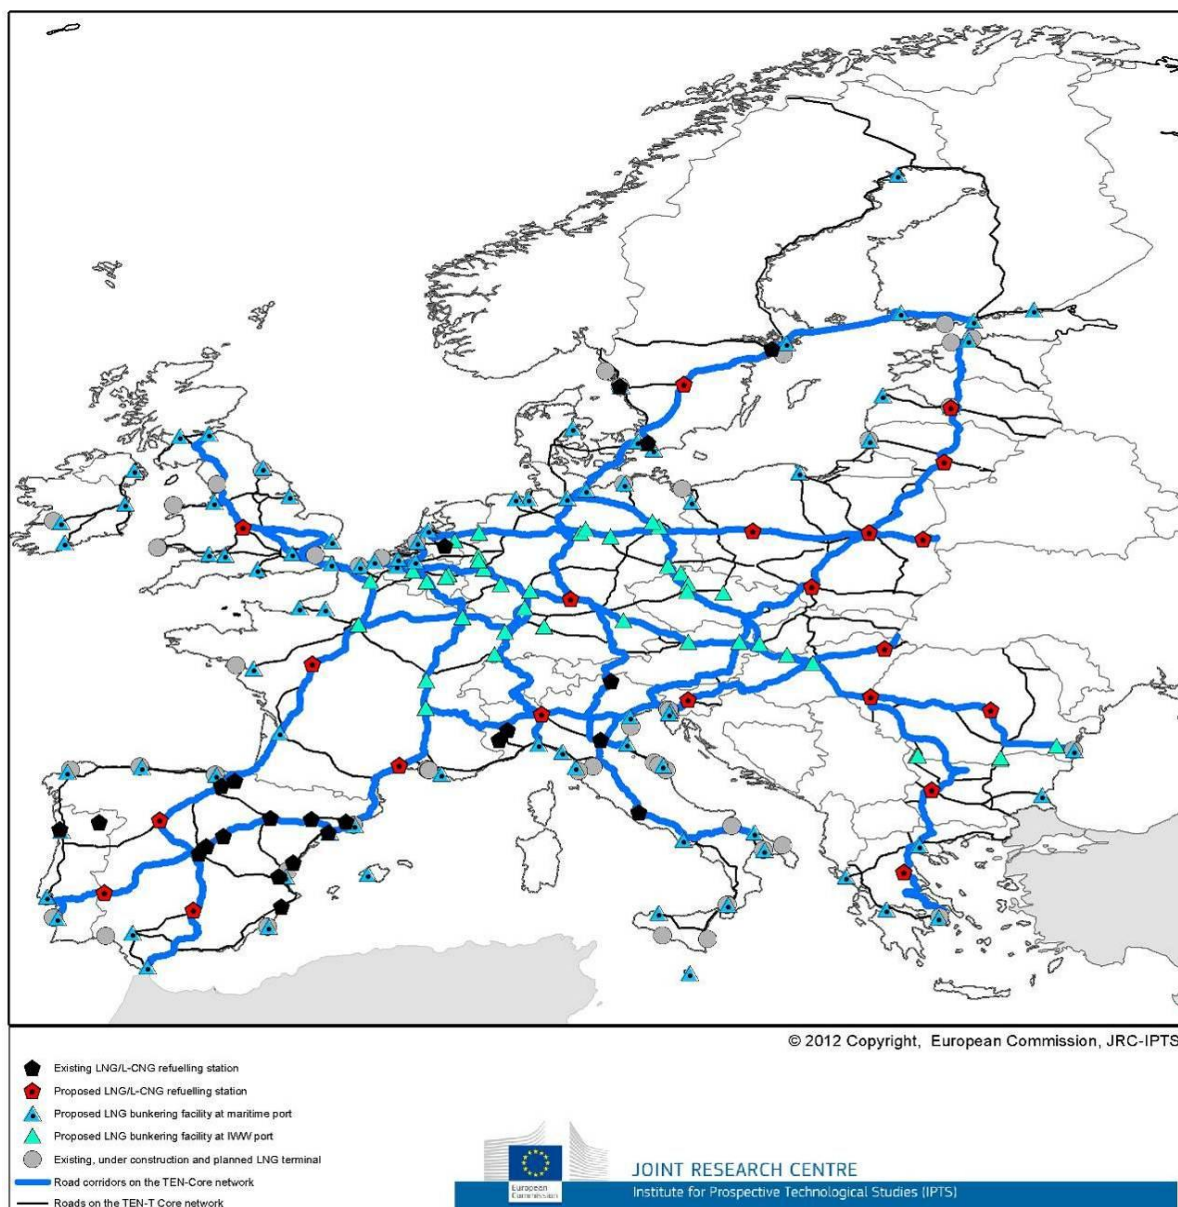 © 2012 Copyright, European Commission, JRC-IPTS
Existing LNG/L-CNG refuelling station
Proposed LNG/L-CNG refuelling station
Proposed LNG bunkering facility at maritime port
Proposed LNG bunkering facility at IWW port
Existing, under construction and planned LNG terminal
Road corridors on the TEN-Core network
Roads on the TEN-T Core network
European
Commission
JOINT RESEARCH CENTRE
Institute for Prospective Technological Studies (IPTS)